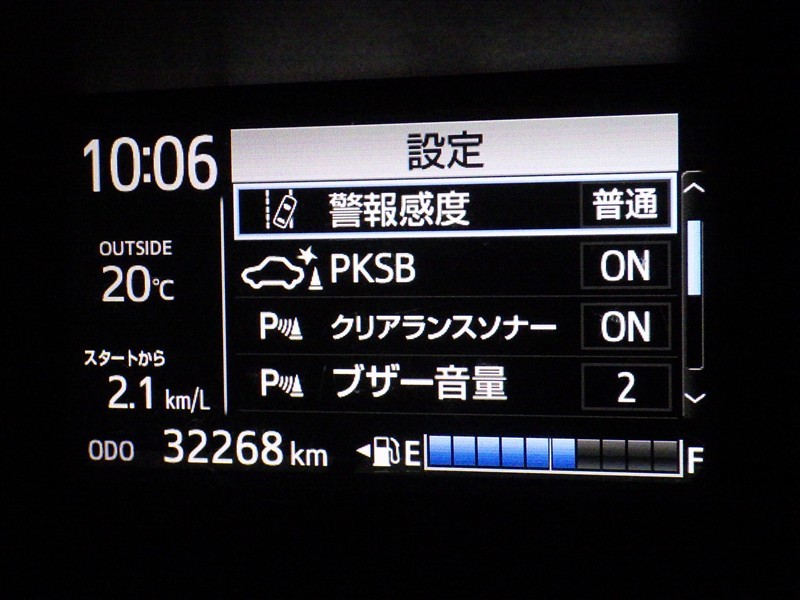 10:06
設定
警報感度 普通
OUTSIDE
20℃
PKSB ON
P クリアランスソナー ON
スタートから
2.1 km/L
P ブザー音量 2
ODO 32268 km E F